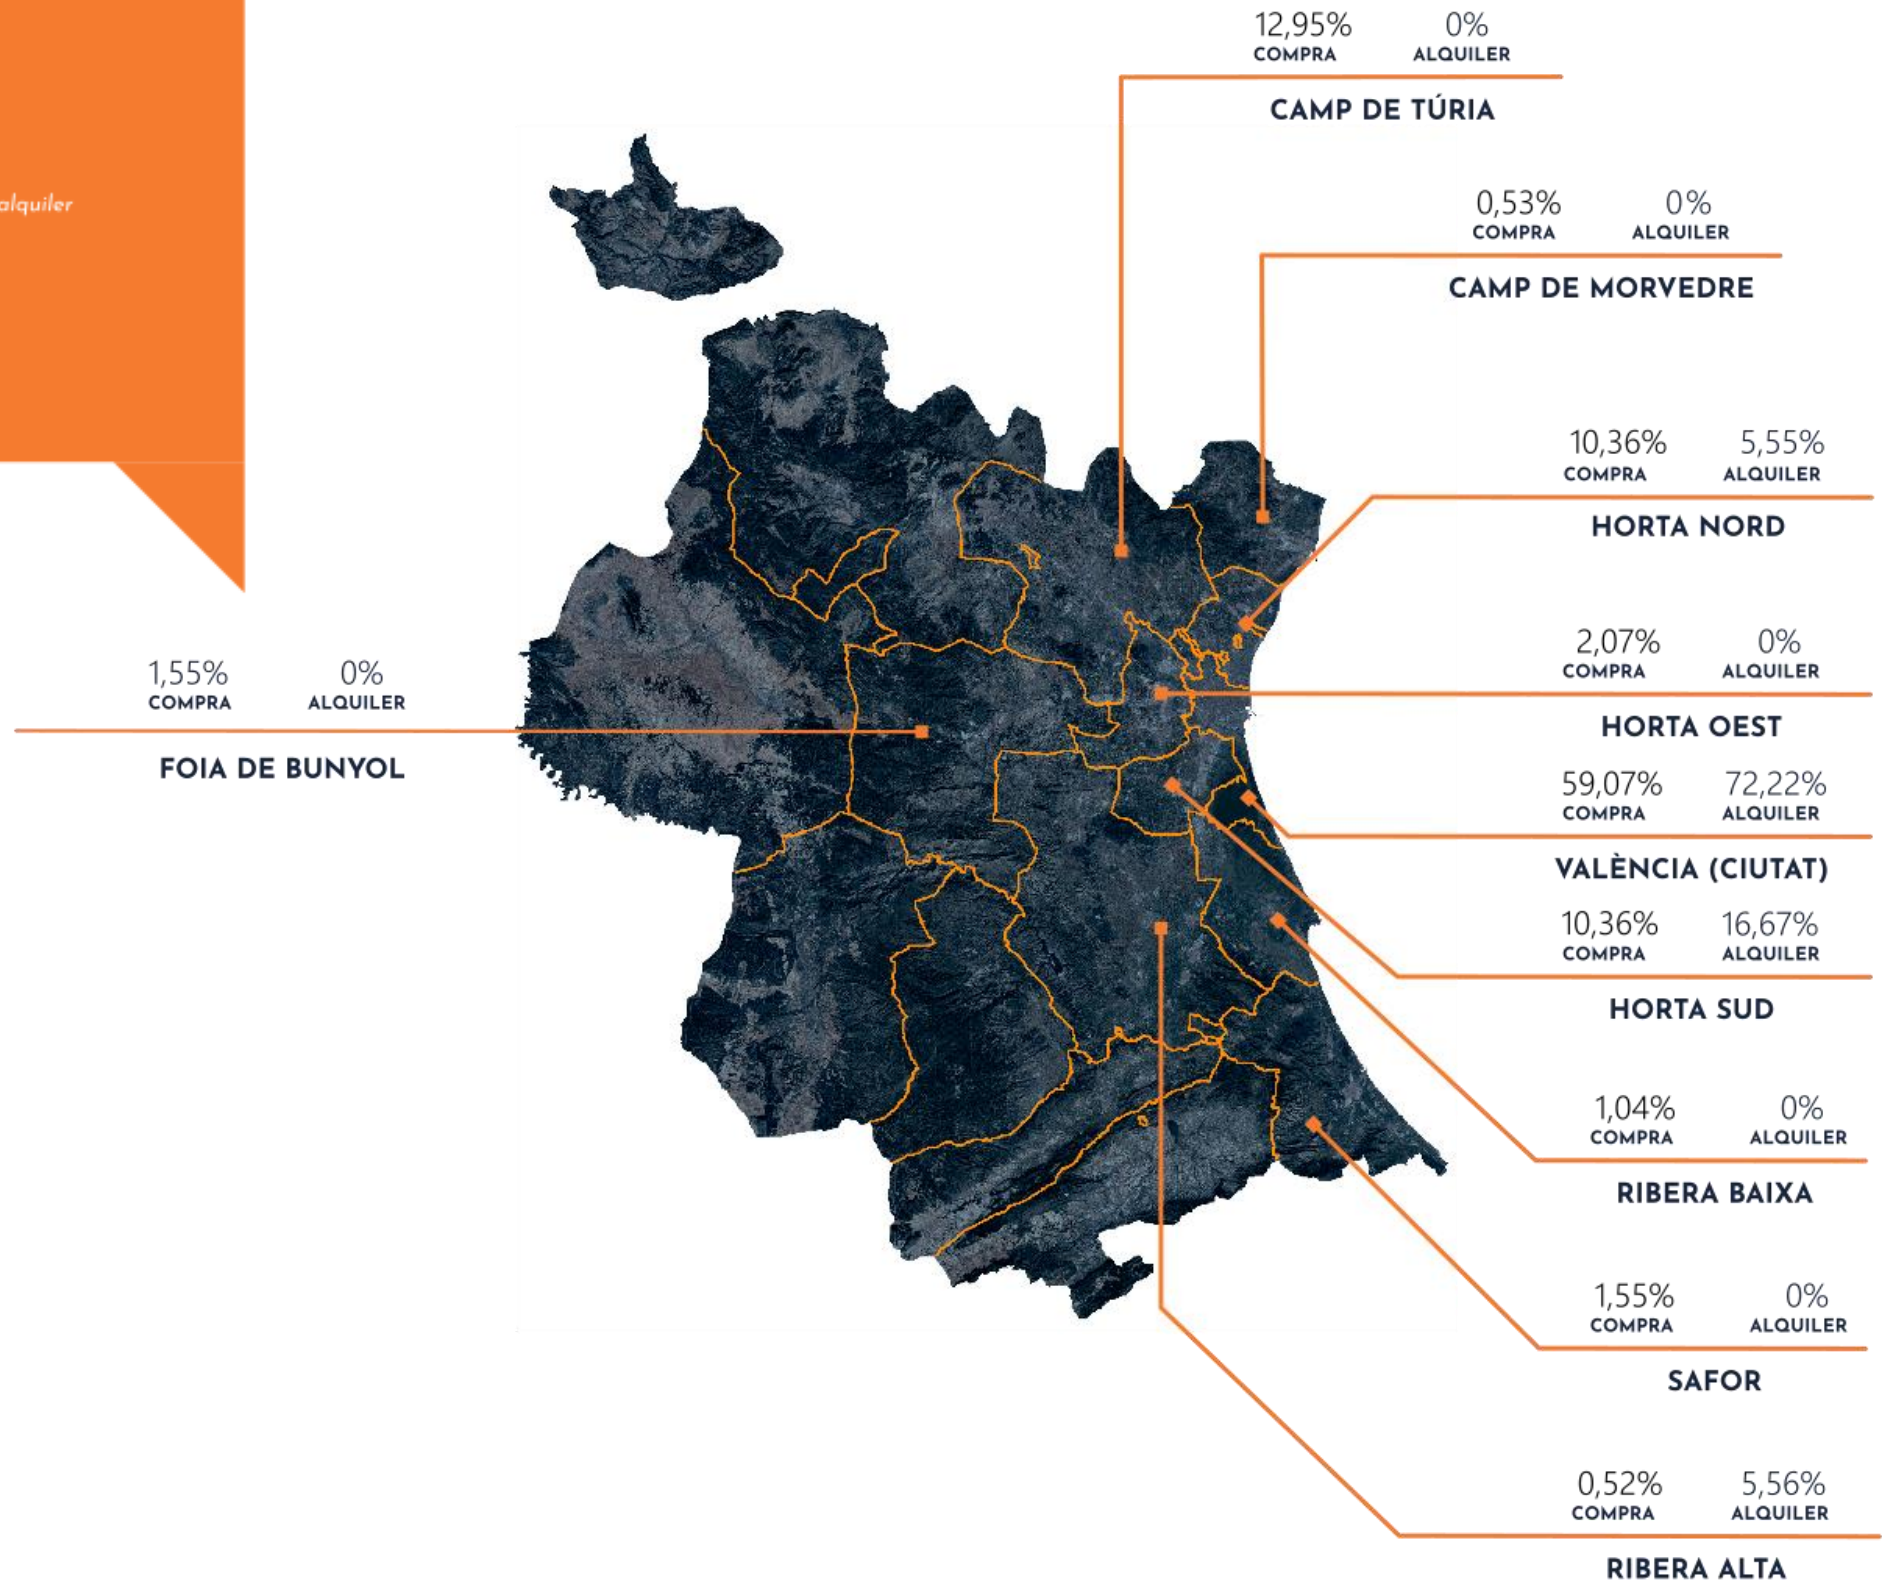 12,95% 0%
COMPRA ALQUILER
CAMP DE TÚRIA
alquiler
0,53% 0%
COMPRA ALQUILER
CAMP DE MORVEDRE
10,36% 5,55%
COMPRA ALQUILER
HORTA NORD
2,07% 0%
COMPRA ALQUILER
HORTA OEST
1,55% 0%
COMPRA ALQUILER
FOIA DE BUNYOL
59,07% 72,22%
COMPRA ALQUILER
VALÈNCIA (CIUTAT)
10,36% 16,67%
COMPRA ALQUILER
HORTA SUD
1,04% 0%
COMPRA ALQUILER
RIBERA BAIXA
1,55% 0%
COMPRA ALQUILER
SAFOR
0,52% 5,56%
COMPRA ALQUILER
RIBERA ALTA